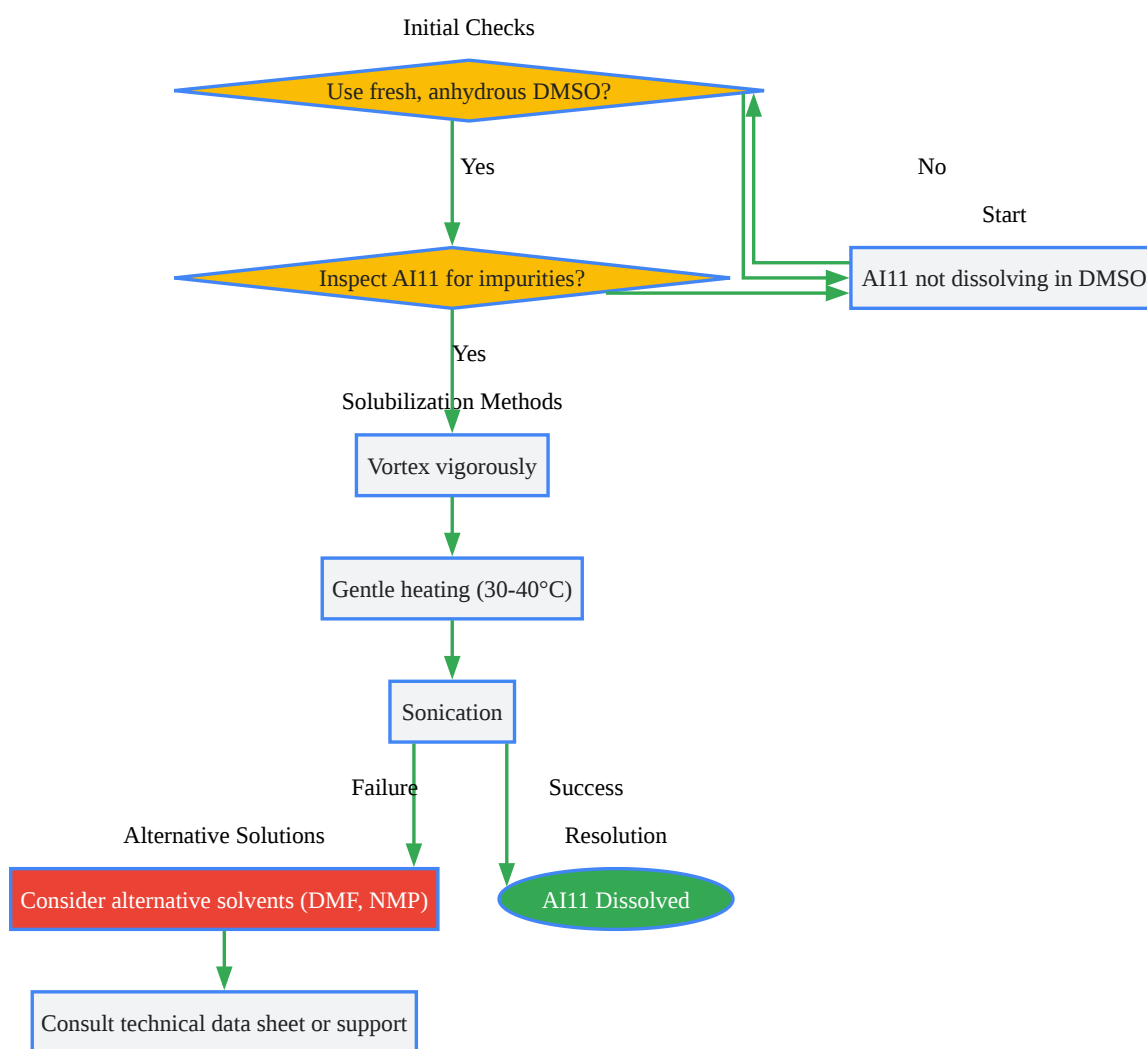 Initial Checks
Use fresh, anhydrous DMSO?
Yes
No
Start
Inspect AI11 for impurities?
AI11 not dissolving in DMSO
Yes
Solubilization Methods
Vortex vigorously
Gentle heating (30-40°C)
Sonication
Failure
Success
Alternative Solutions
Resolution
Consider alternative solvents (DMF, NMP)
AI11 Dissolved
Consult technical data sheet or support